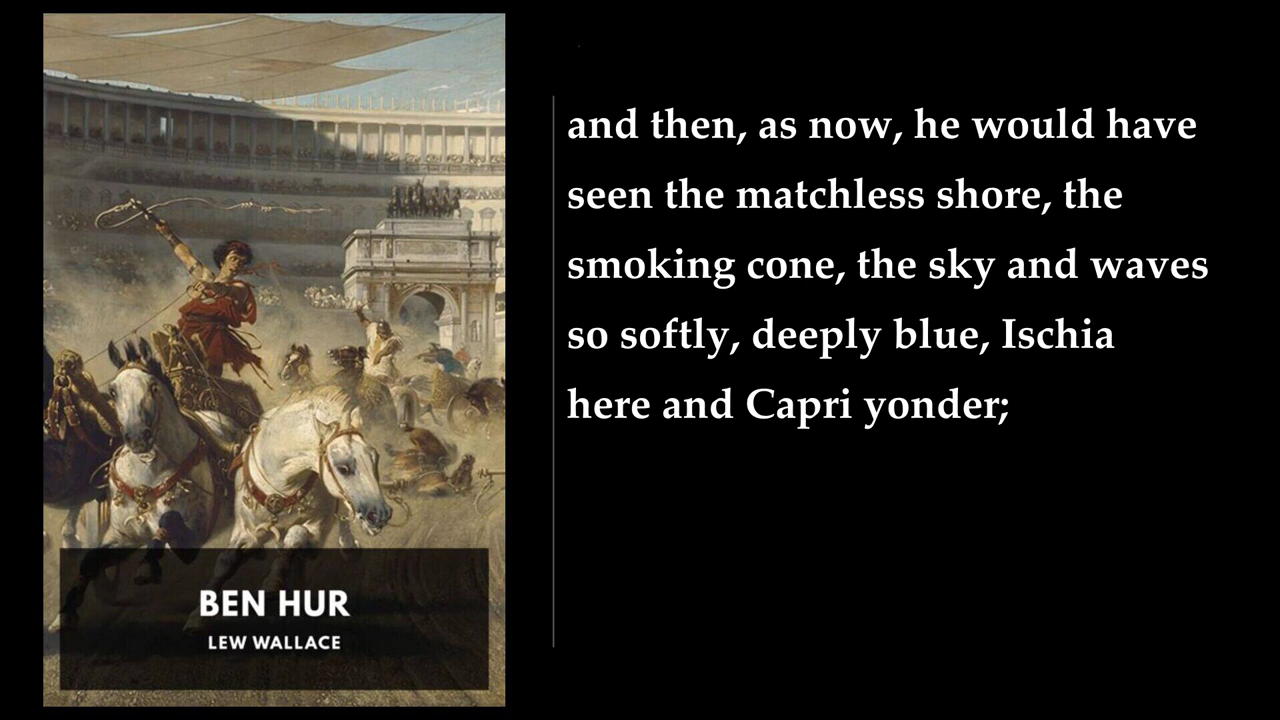 BEN HUR
LEW WALLACE
and then, as now, he would have
seen the matchless shore, the
smoking cone, the sky and waves
so softly, deeply blue, Ischia
here and Capri yonder;